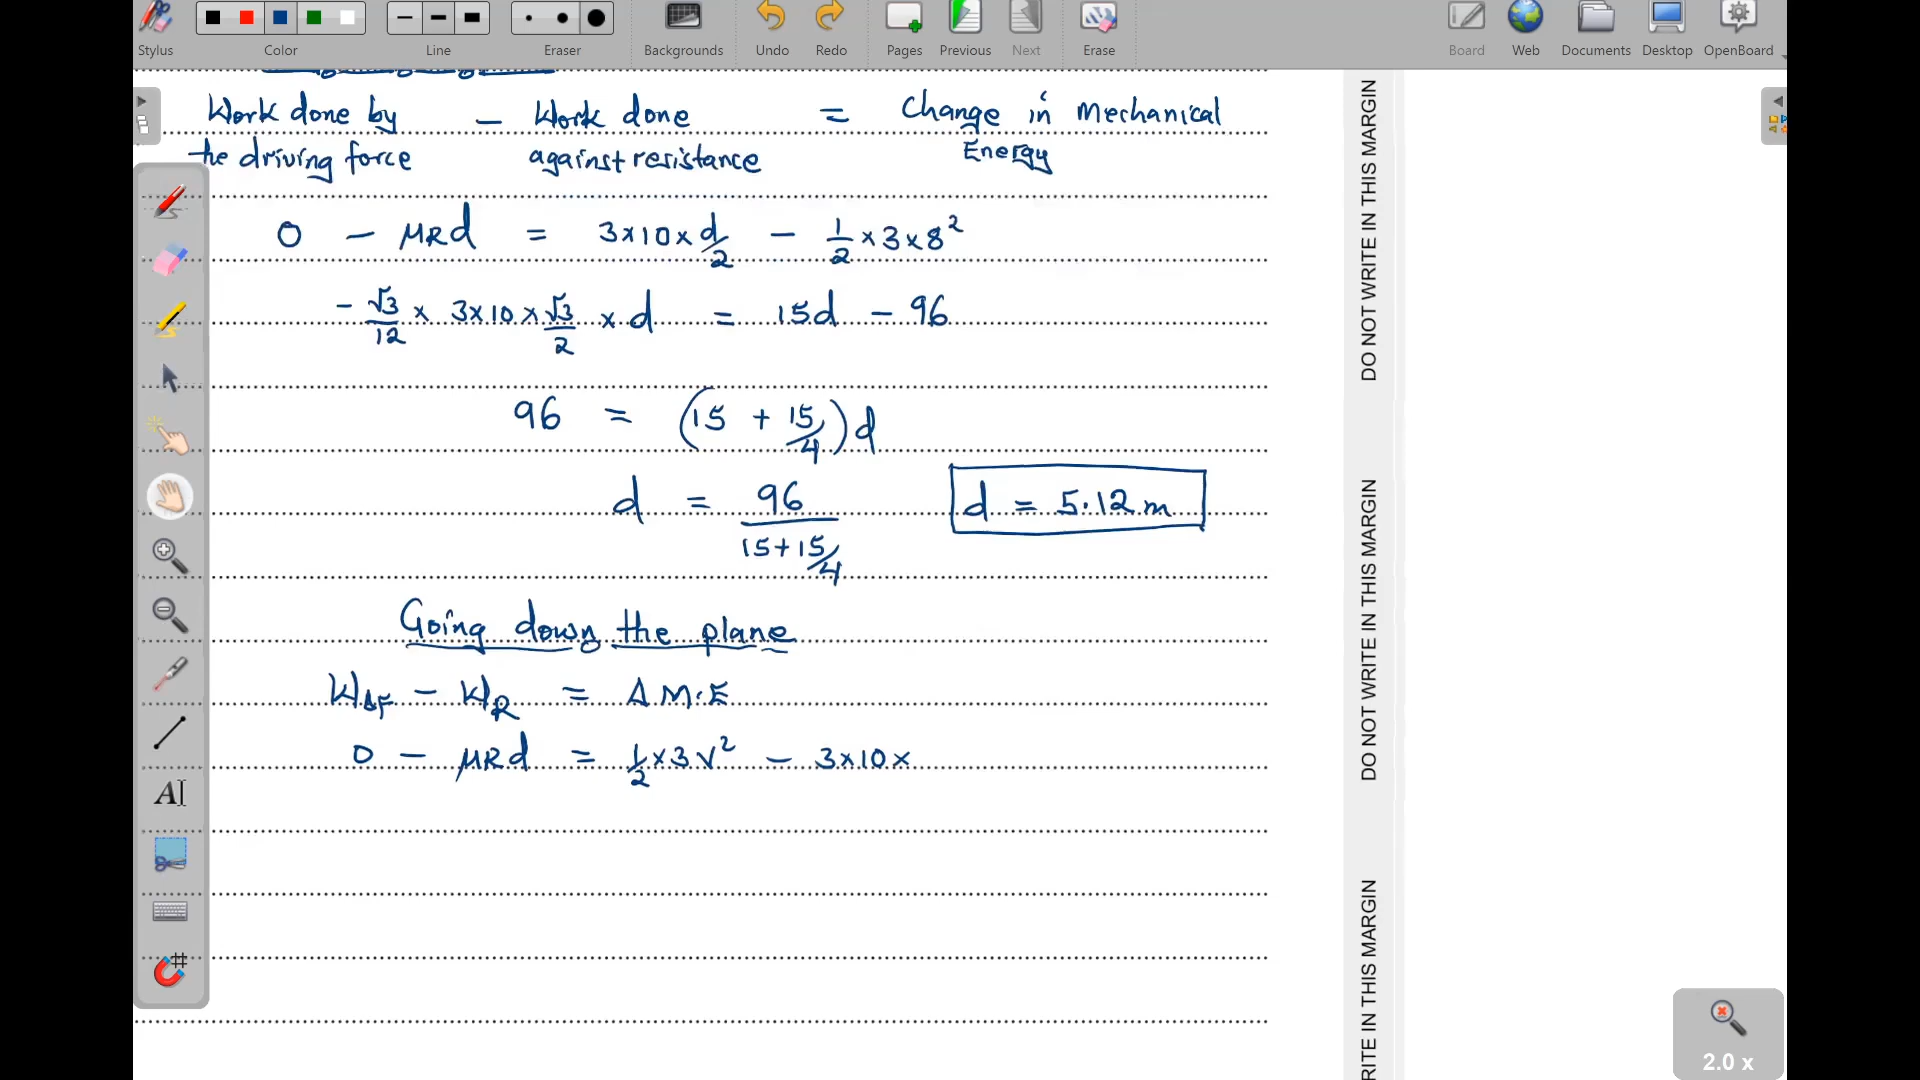 Stylus Color Line Eraser Backgrounds Undo Redo Pages Previous Next Erase Board Web Documents Desktop OpenBoard
Work done by the driving force − Work done against resistance = Change in Mechanical Energy
0 − μRd = 3×10×d/2 − 1/2×3×8²
− √3/12 × 3×10×√3/2 × d = 15d − 96
96 = (15 + 15/4)d
d = 96/(15+15/4) d = 5.12m
Going down the plane
W_DF − W_R = Δ M.E
0 − μRd = 1/2×3v² − 3×10×
DO NOT WRITE IN THIS MARGIN
DO NOT WRITE IN THIS MARGIN
RITE IN THIS MARGIN
AI
2.0 x